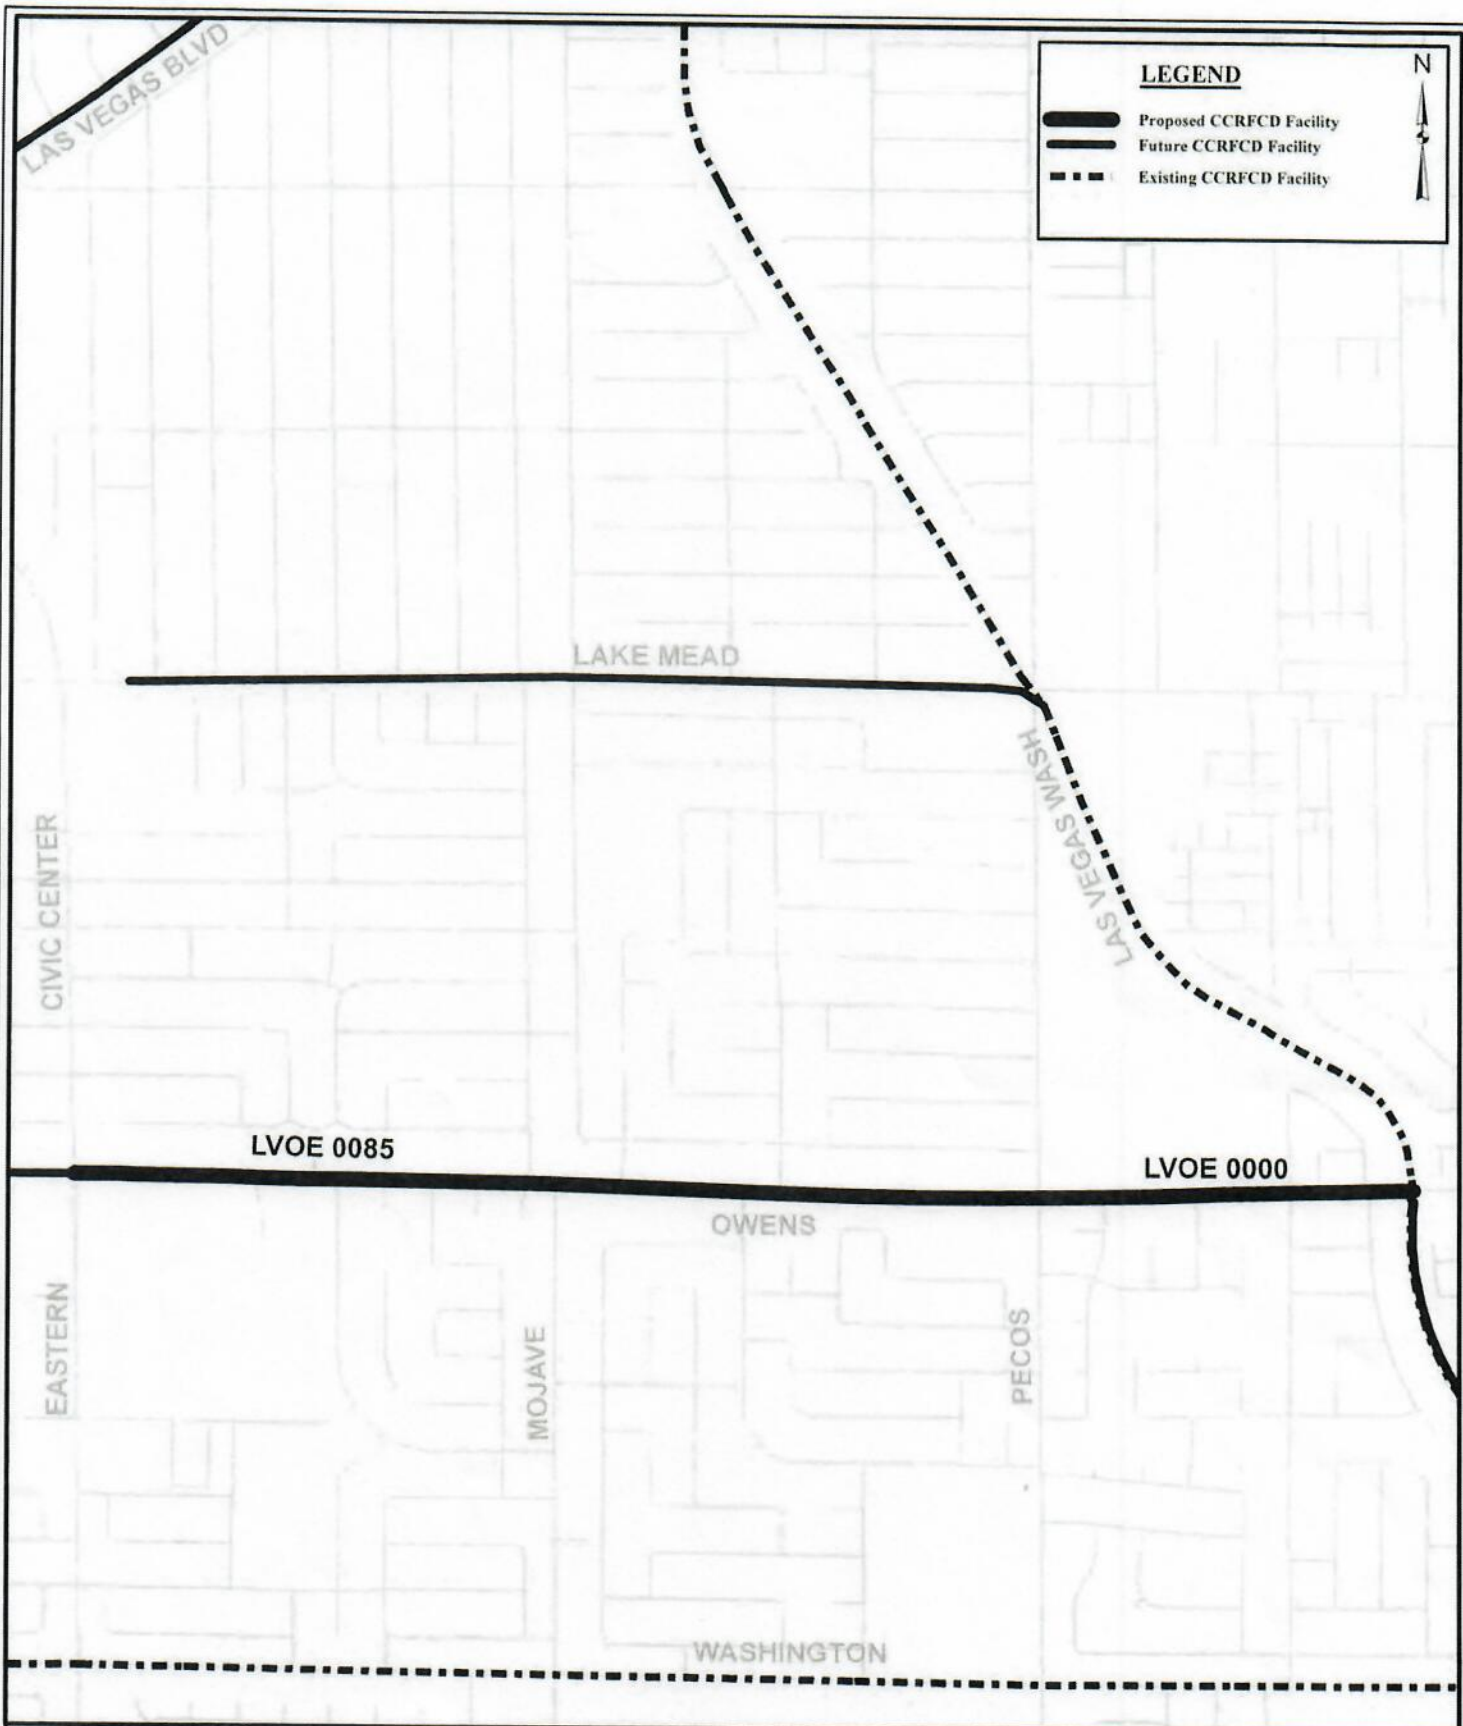 LAS VEGAS BLVD
LEGEND
N
Proposed CCRFCD Facility
Future CCRFCD Facility
Existing CCRFCD Facility
LAKE MEAD
LAS VEGAS WASH
CIVIC CENTER
LVOE 0085
LVOE 0000
OWENS
EASTERN
MOJAVE
PECOS
WASHINGTON